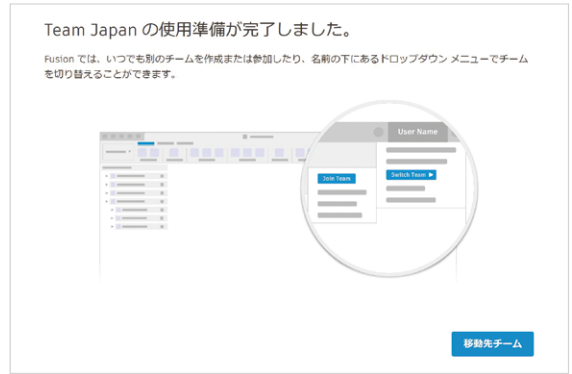 Team Japan の使用準備が完了しました。
Fusion では、いつでも別のチームを作成または参加したり、名前の下にあるドロップダウン メニューでチーム
を切り替えることができます。
User Name
Join Team
Switch Team ▶
移動先チーム